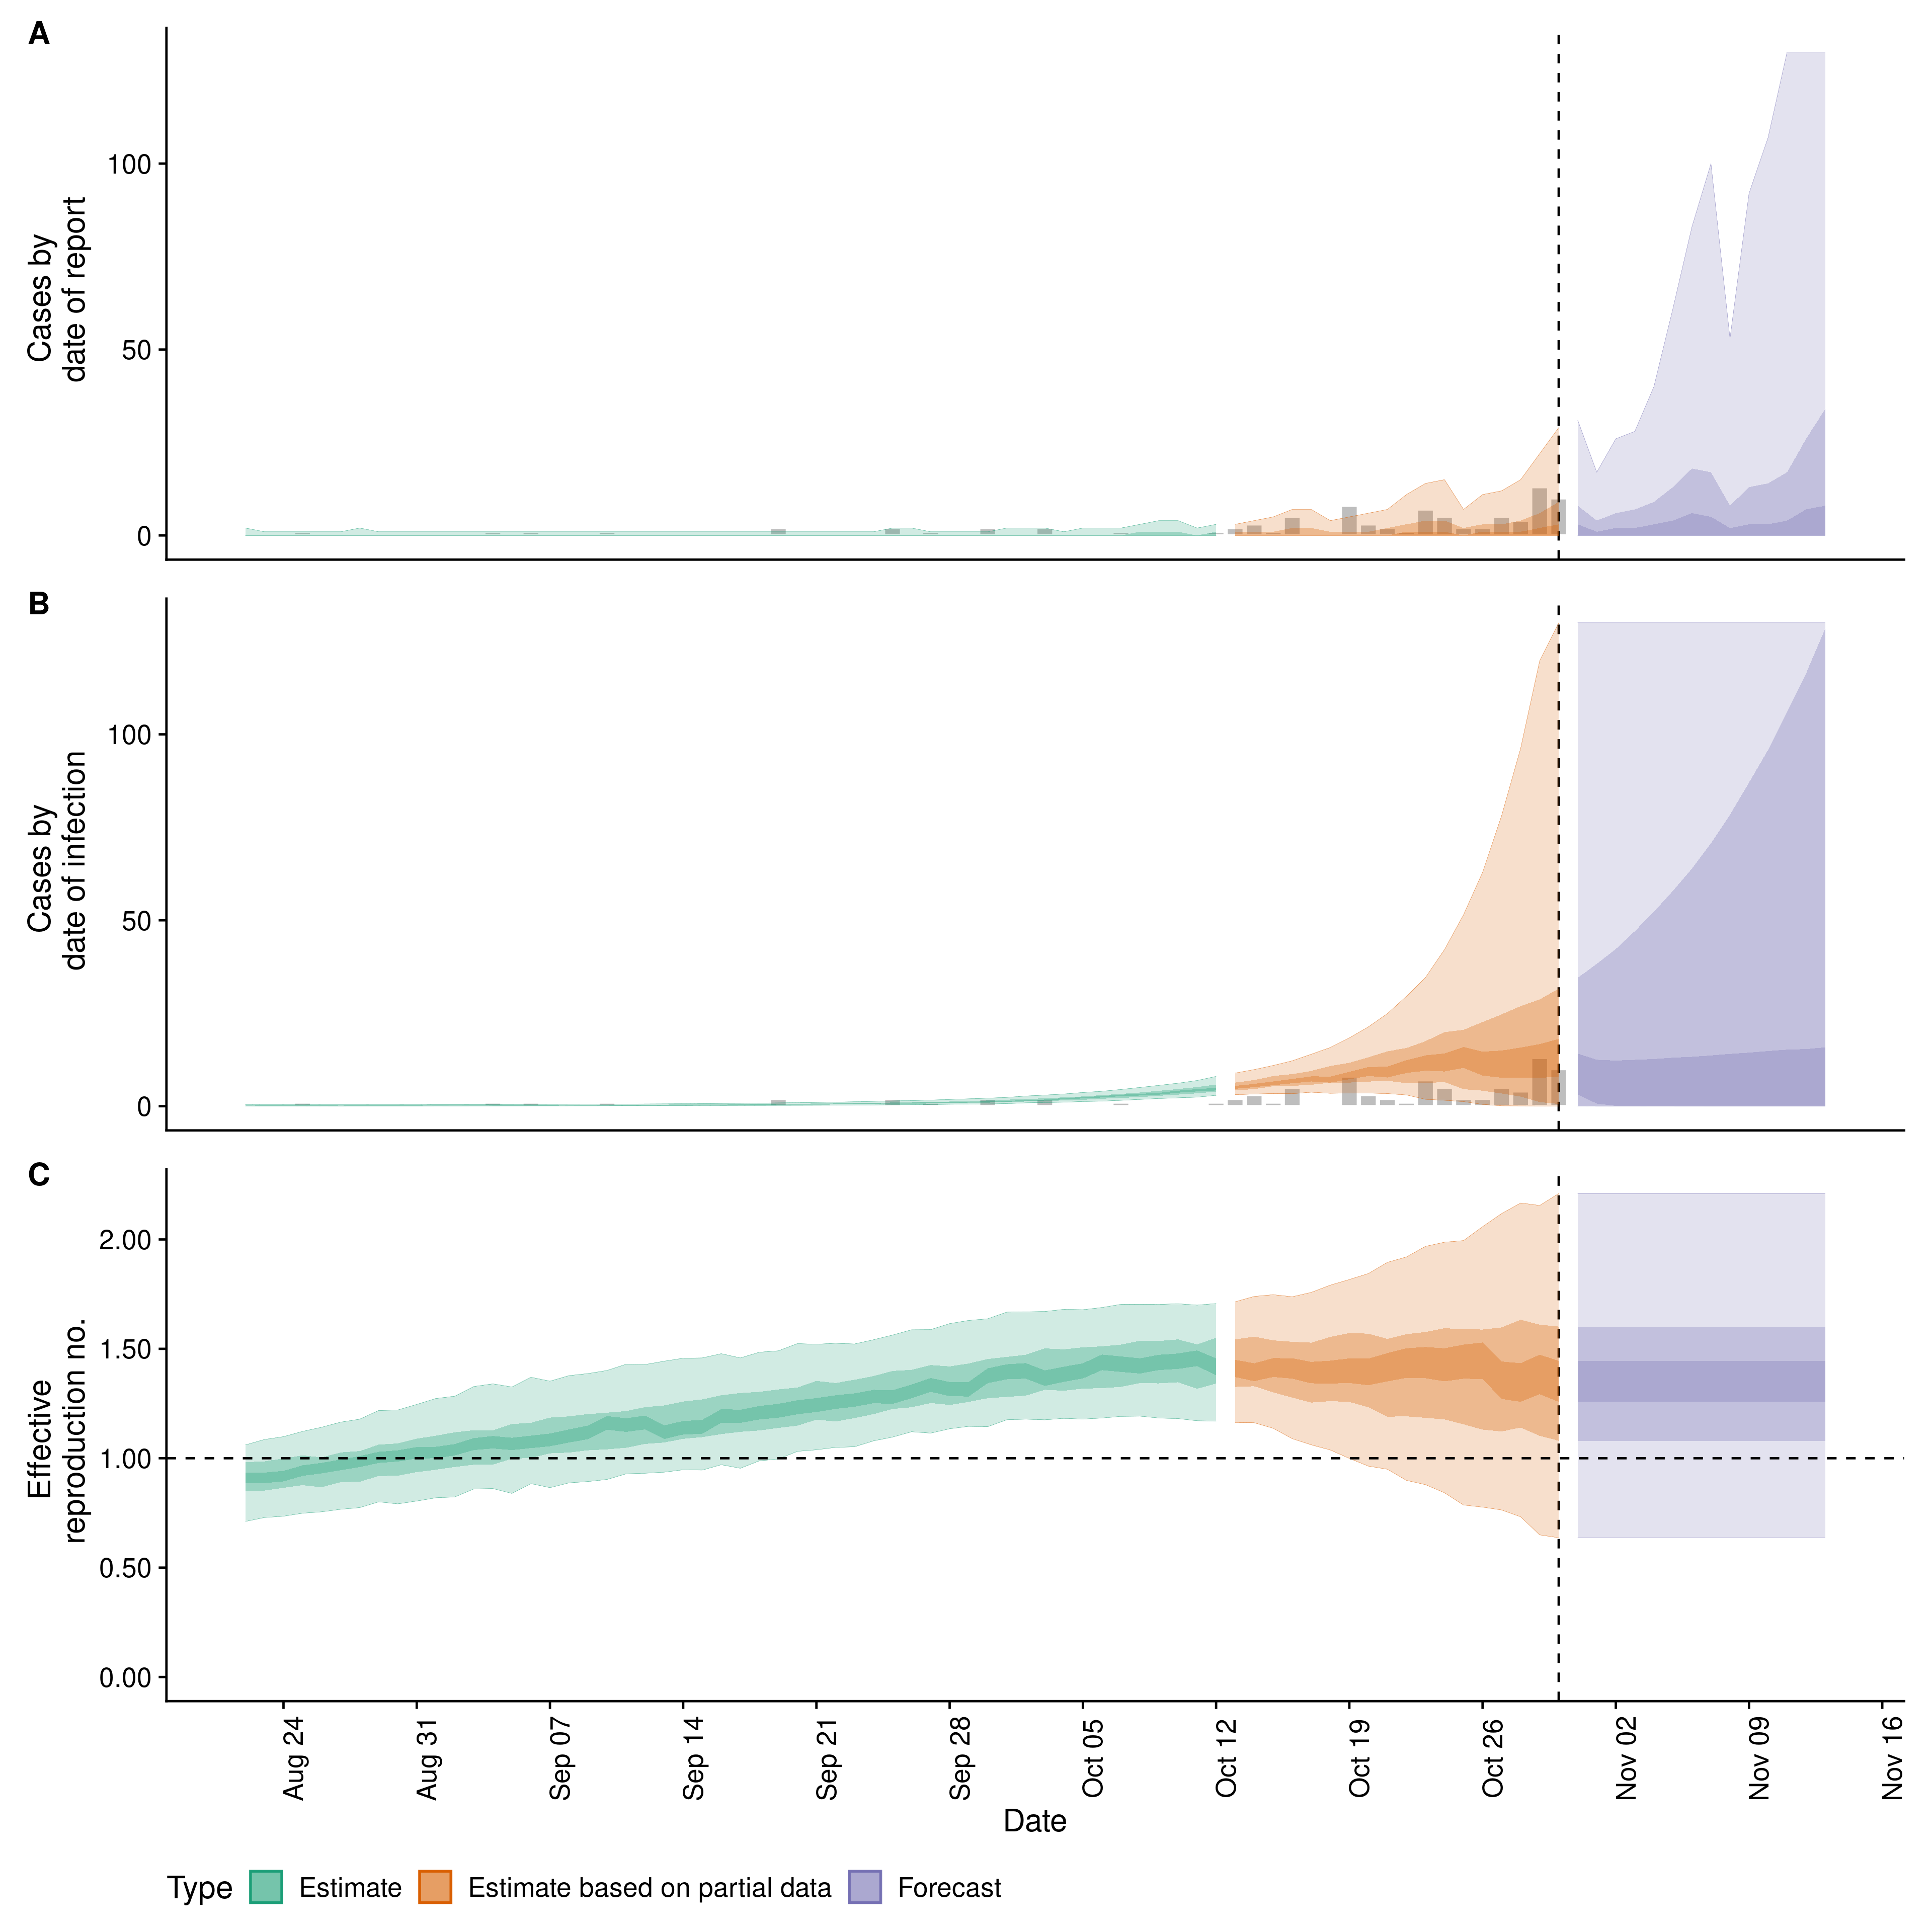 A
Cases by
date of report
100
50
0
B
Cases by
date of infection
100
50
0
C
Effective
reproduction no.
2.00
1.50
1.00
0.50
0.00
Aug 24
Aug 31
Sep 07
Sep 14
Sep 21
Sep 28
Oct 05
Oct 12
Oct 19
Oct 26
Nov 02
Nov 09
Nov 16
Date
Type Estimate Estimate based on partial data Forecast